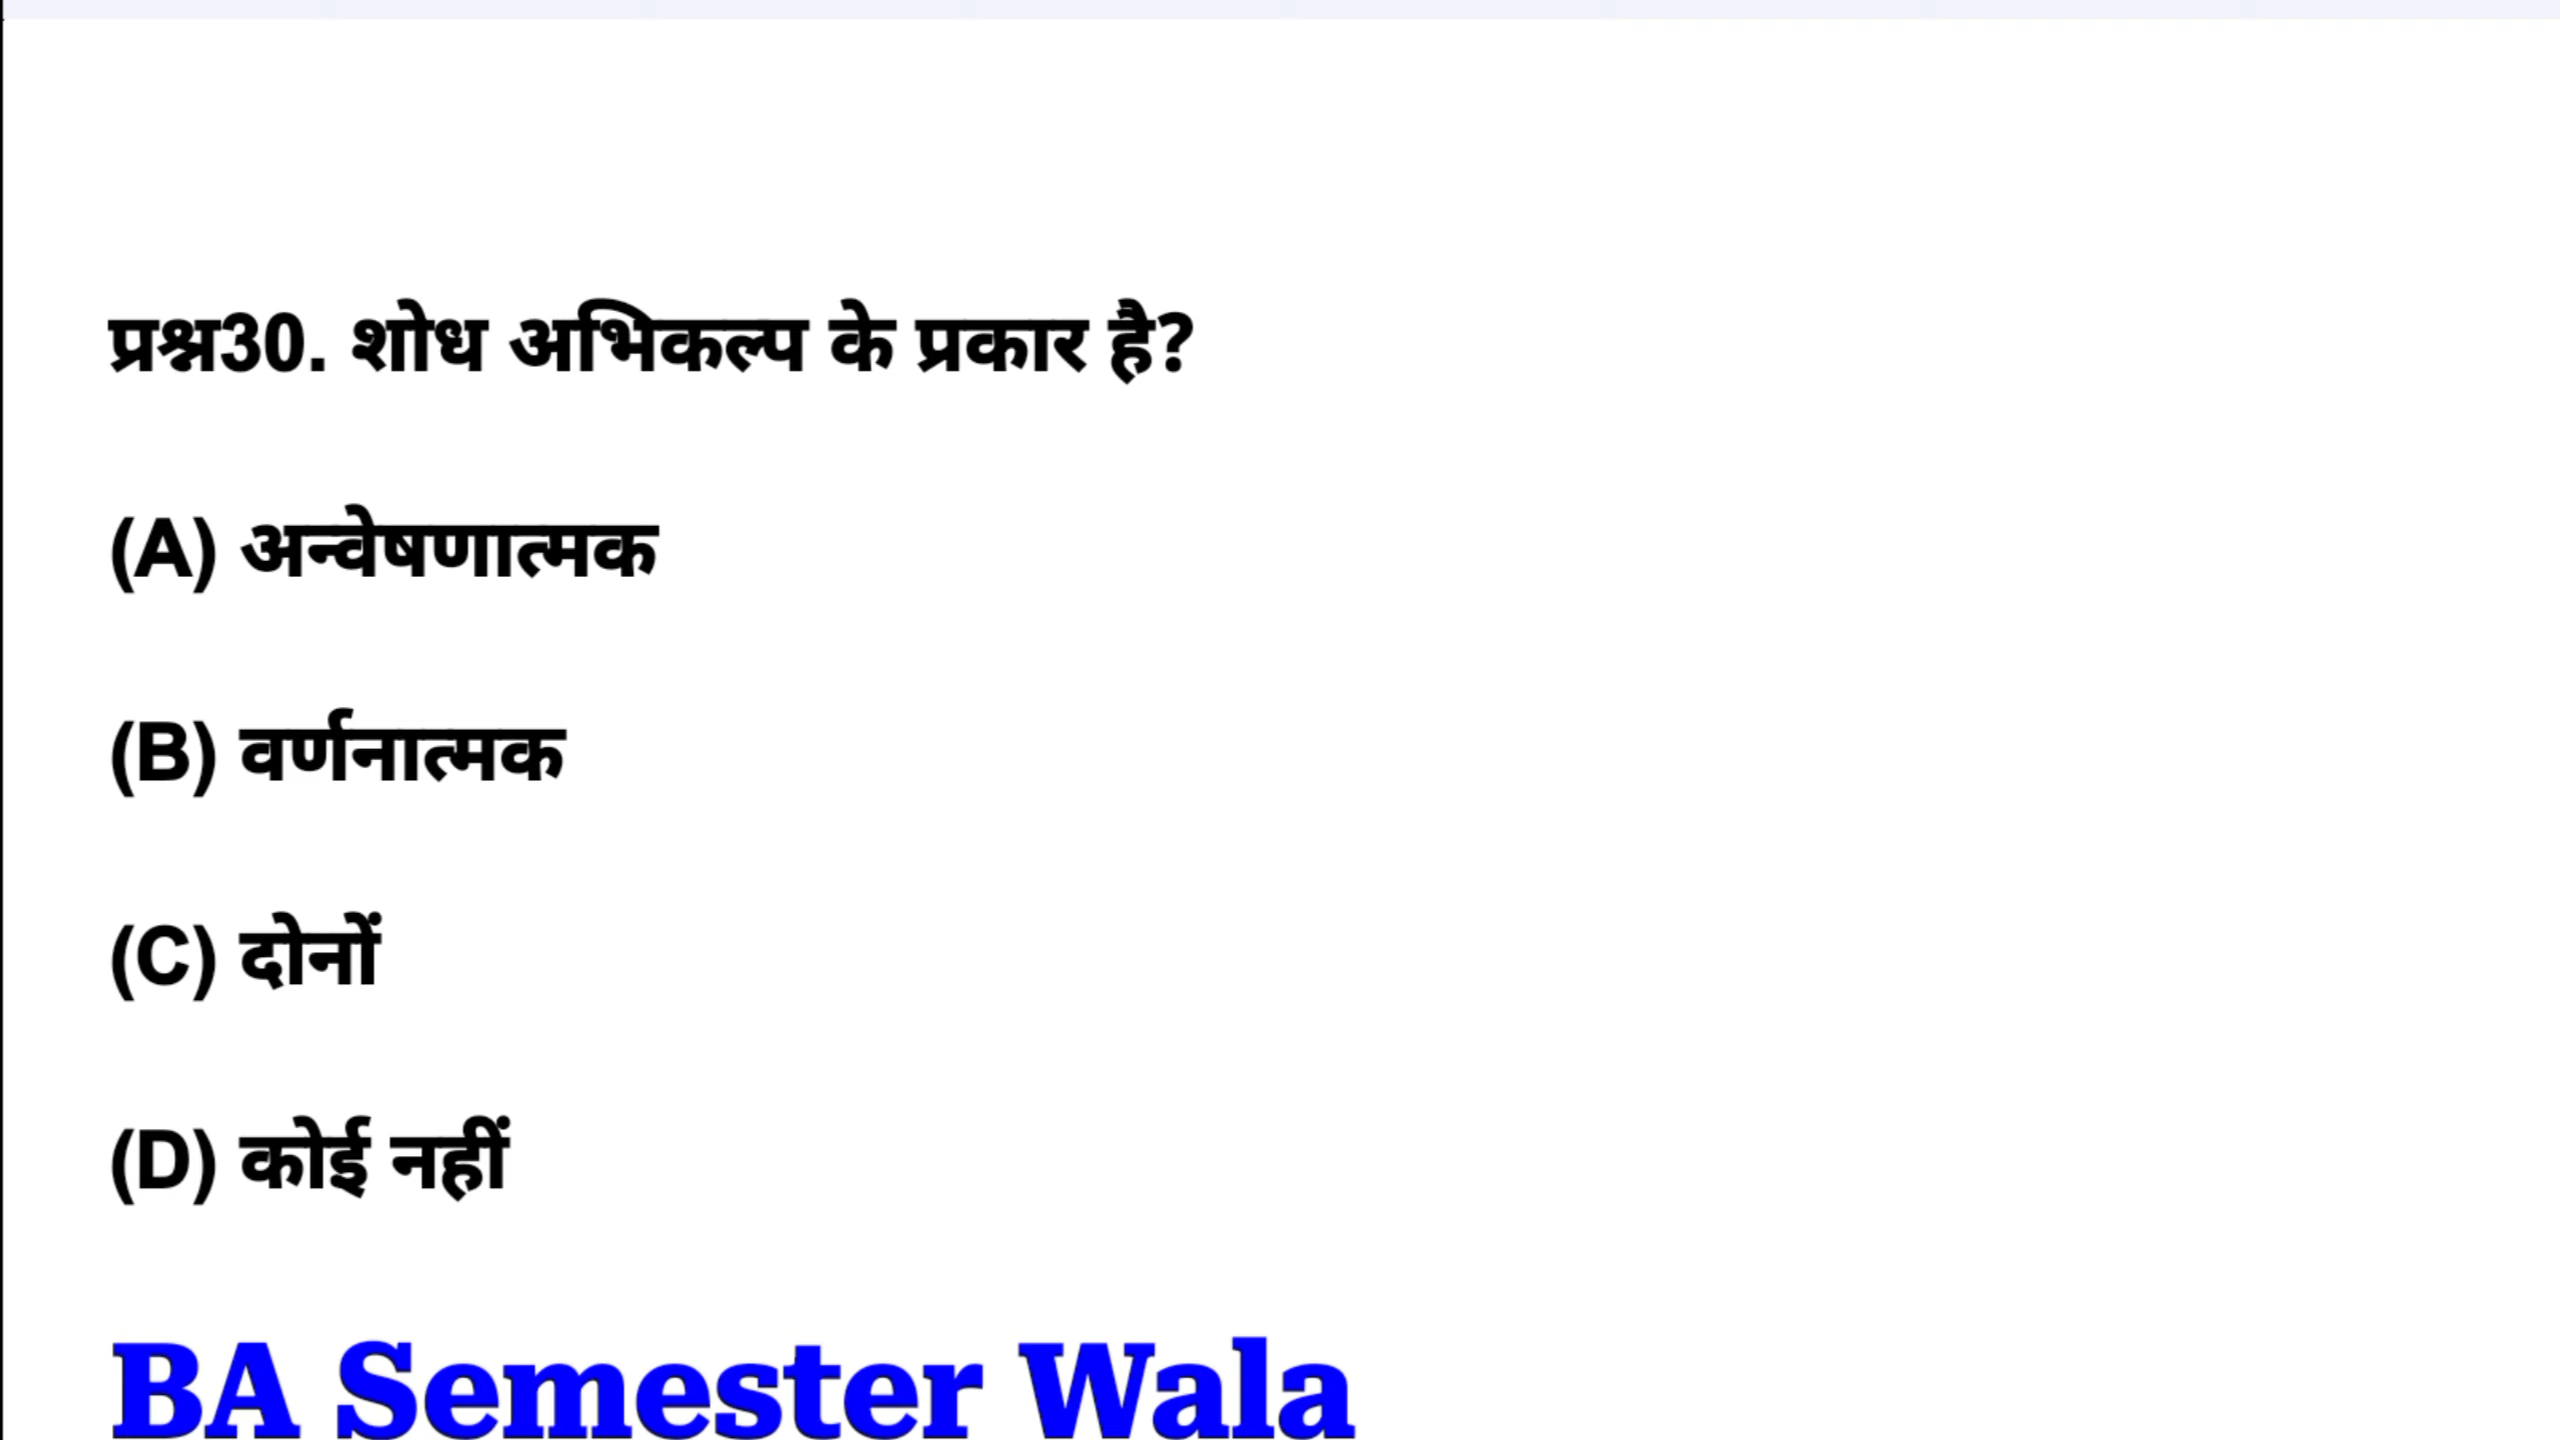 प्रश्न30. शोध अभिकल्प के प्रकार है?
(A) अन्वेषणात्मक
(B) वर्णनात्मक
(C) दोनों
(D) कोई नहीं
BA Semester Wala